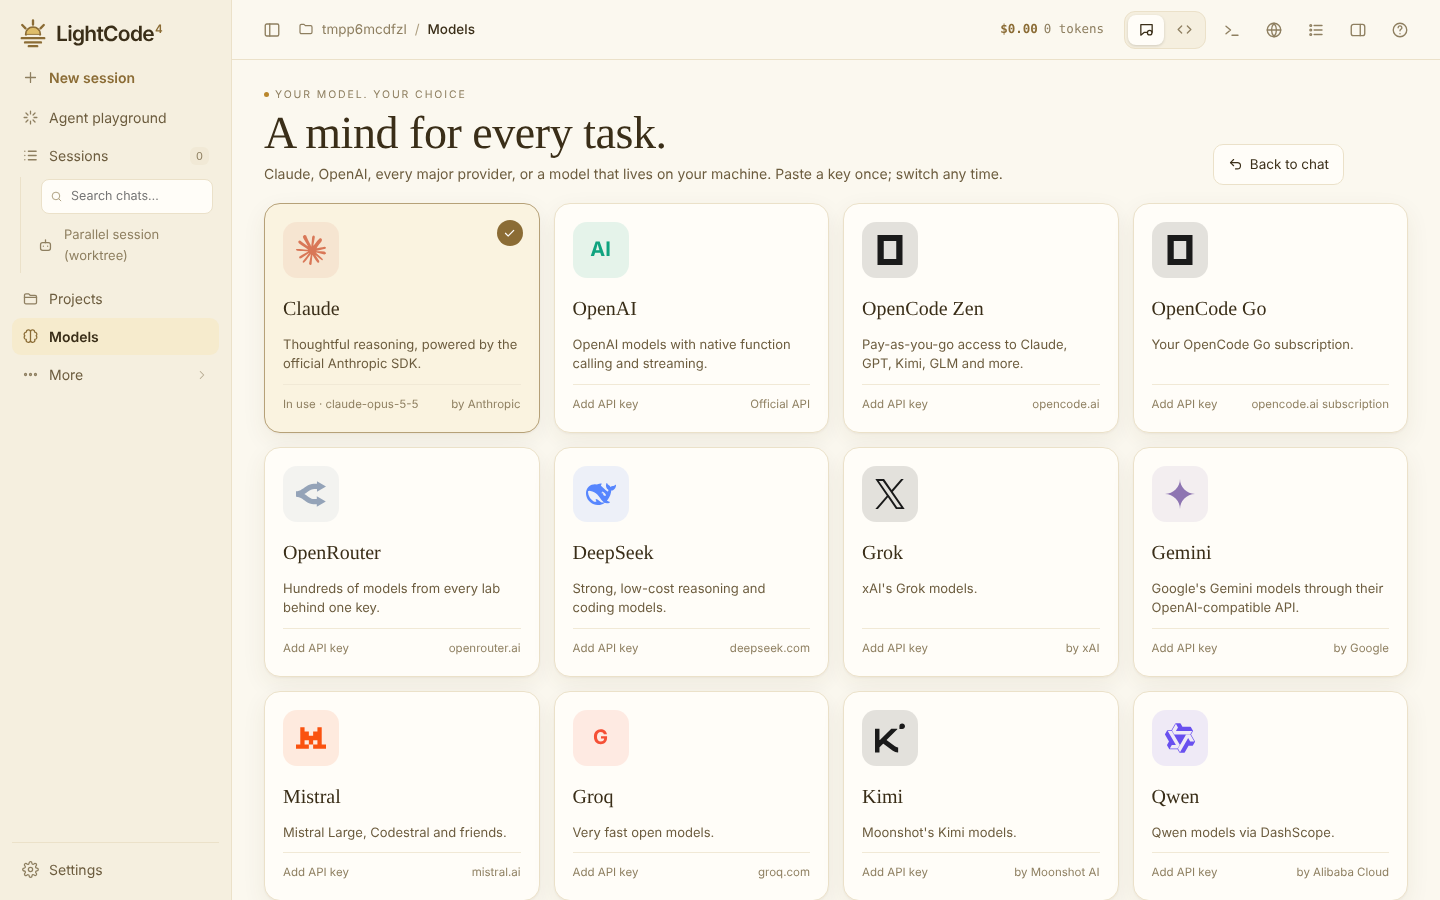 LightCode4
New session
Agent playground
Sessions 0
Search chats...
Parallel session
(worktree)
Projects
Models
More
Settings
tmpp6mcdfzl / Models
$0.00 0 tokens
YOUR MODEL. YOUR CHOICE
A mind for every task.
Claude, OpenAI, every major provider, or a model that lives on your machine. Paste a key once; switch any time.
Back to chat
Claude
Thoughtful reasoning, powered by the
official Anthropic SDK.
In use · claude-opus-5-5 by Anthropic
AI
OpenAI
OpenAI models with native function
calling and streaming.
Add API key Official API
OpenCode Zen
Pay-as-you-go access to Claude,
GPT, Kimi, GLM and more.
Add API key opencode.ai
OpenCode Go
Your OpenCode Go subscription.
Add API key opencode.ai subscription
OpenRouter
Hundreds of models from every lab
behind one key.
Add API key openrouter.ai
DeepSeek
Strong, low-cost reasoning and
coding models.
Add API key deepseek.com
Grok
xAI's Grok models.
Add API key by xAI
Gemini
Google's Gemini models through their
OpenAI-compatible API.
Add API key by Google
Mistral
Mistral Large, Codestral and friends.
Add API key mistral.ai
G
Groq
Very fast open models.
Add API key groq.com
Kimi
Moonshot's Kimi models.
Add API key by Moonshot AI
Qwen
Qwen models via DashScope.
Add API key by Alibaba Cloud